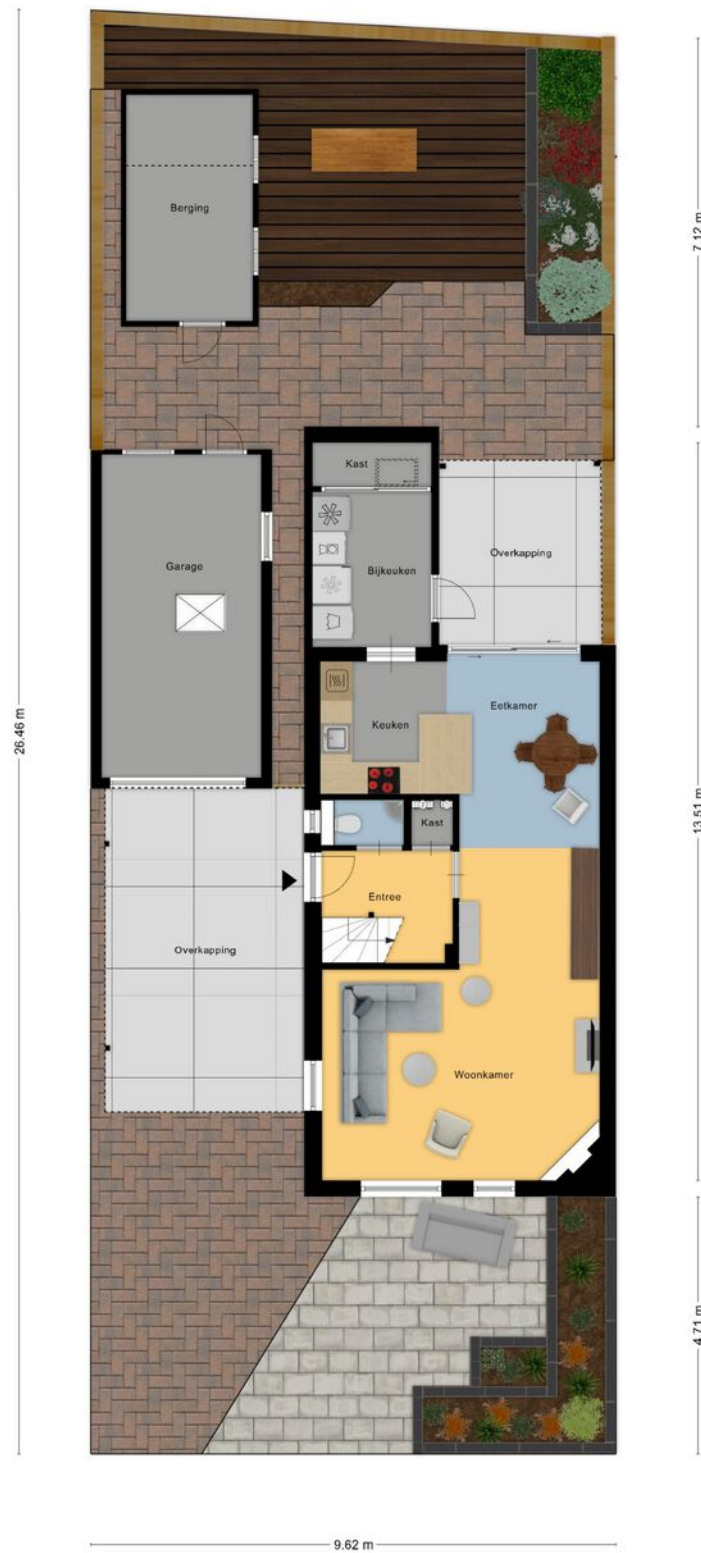 Berging
7.12 m
Kast
Garage
Bijkeuken
Overkapping
Eetkamer
Keuken
26.46 m
13.51 m
Kast
Entree
Overkapping
Woonkamer
4.71 m
9.62 m